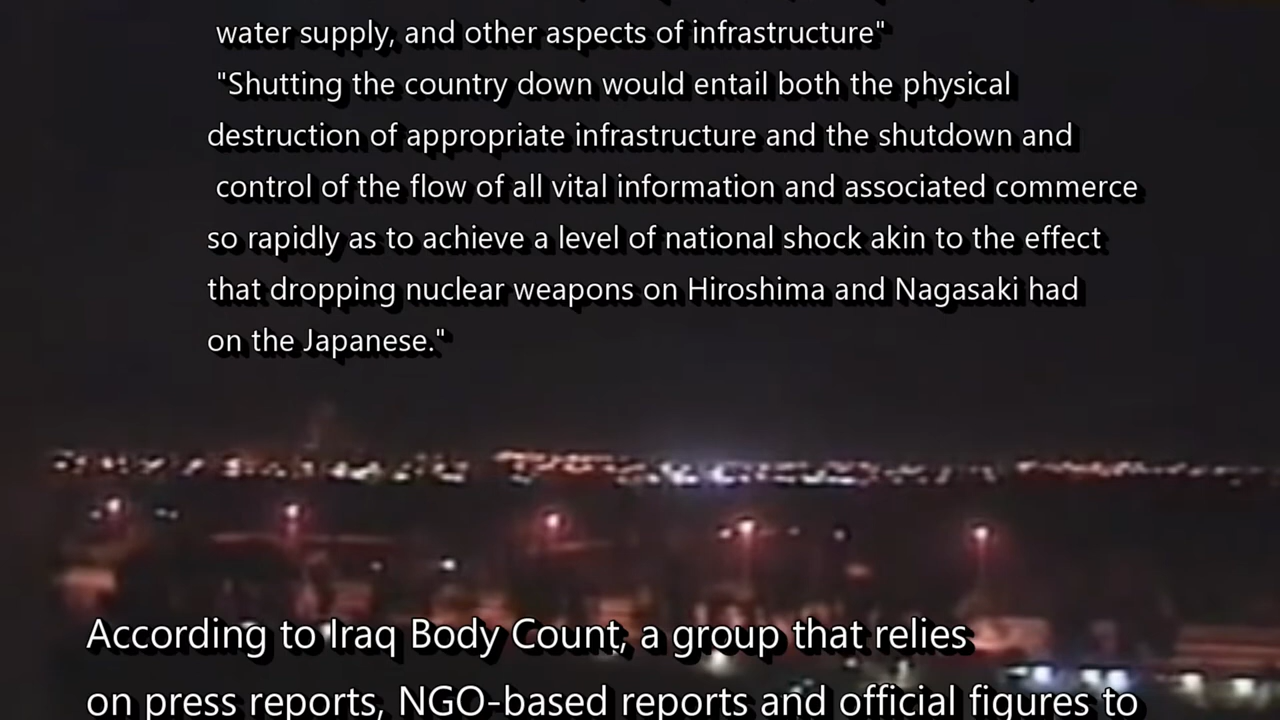 water supply, and other aspects of infrastructure"
"Shutting the country down would entail both the physical
destruction of appropriate infrastructure and the shutdown and
control of the flow of all vital information and associated commerce
so rapidly as to achieve a level of national shock akin to the effect
that dropping nuclear weapons on Hiroshima and Nagasaki had
on the Japanese."
According to Iraq Body Count, a group that relies
on press reports, NGO-based reports and official figures to